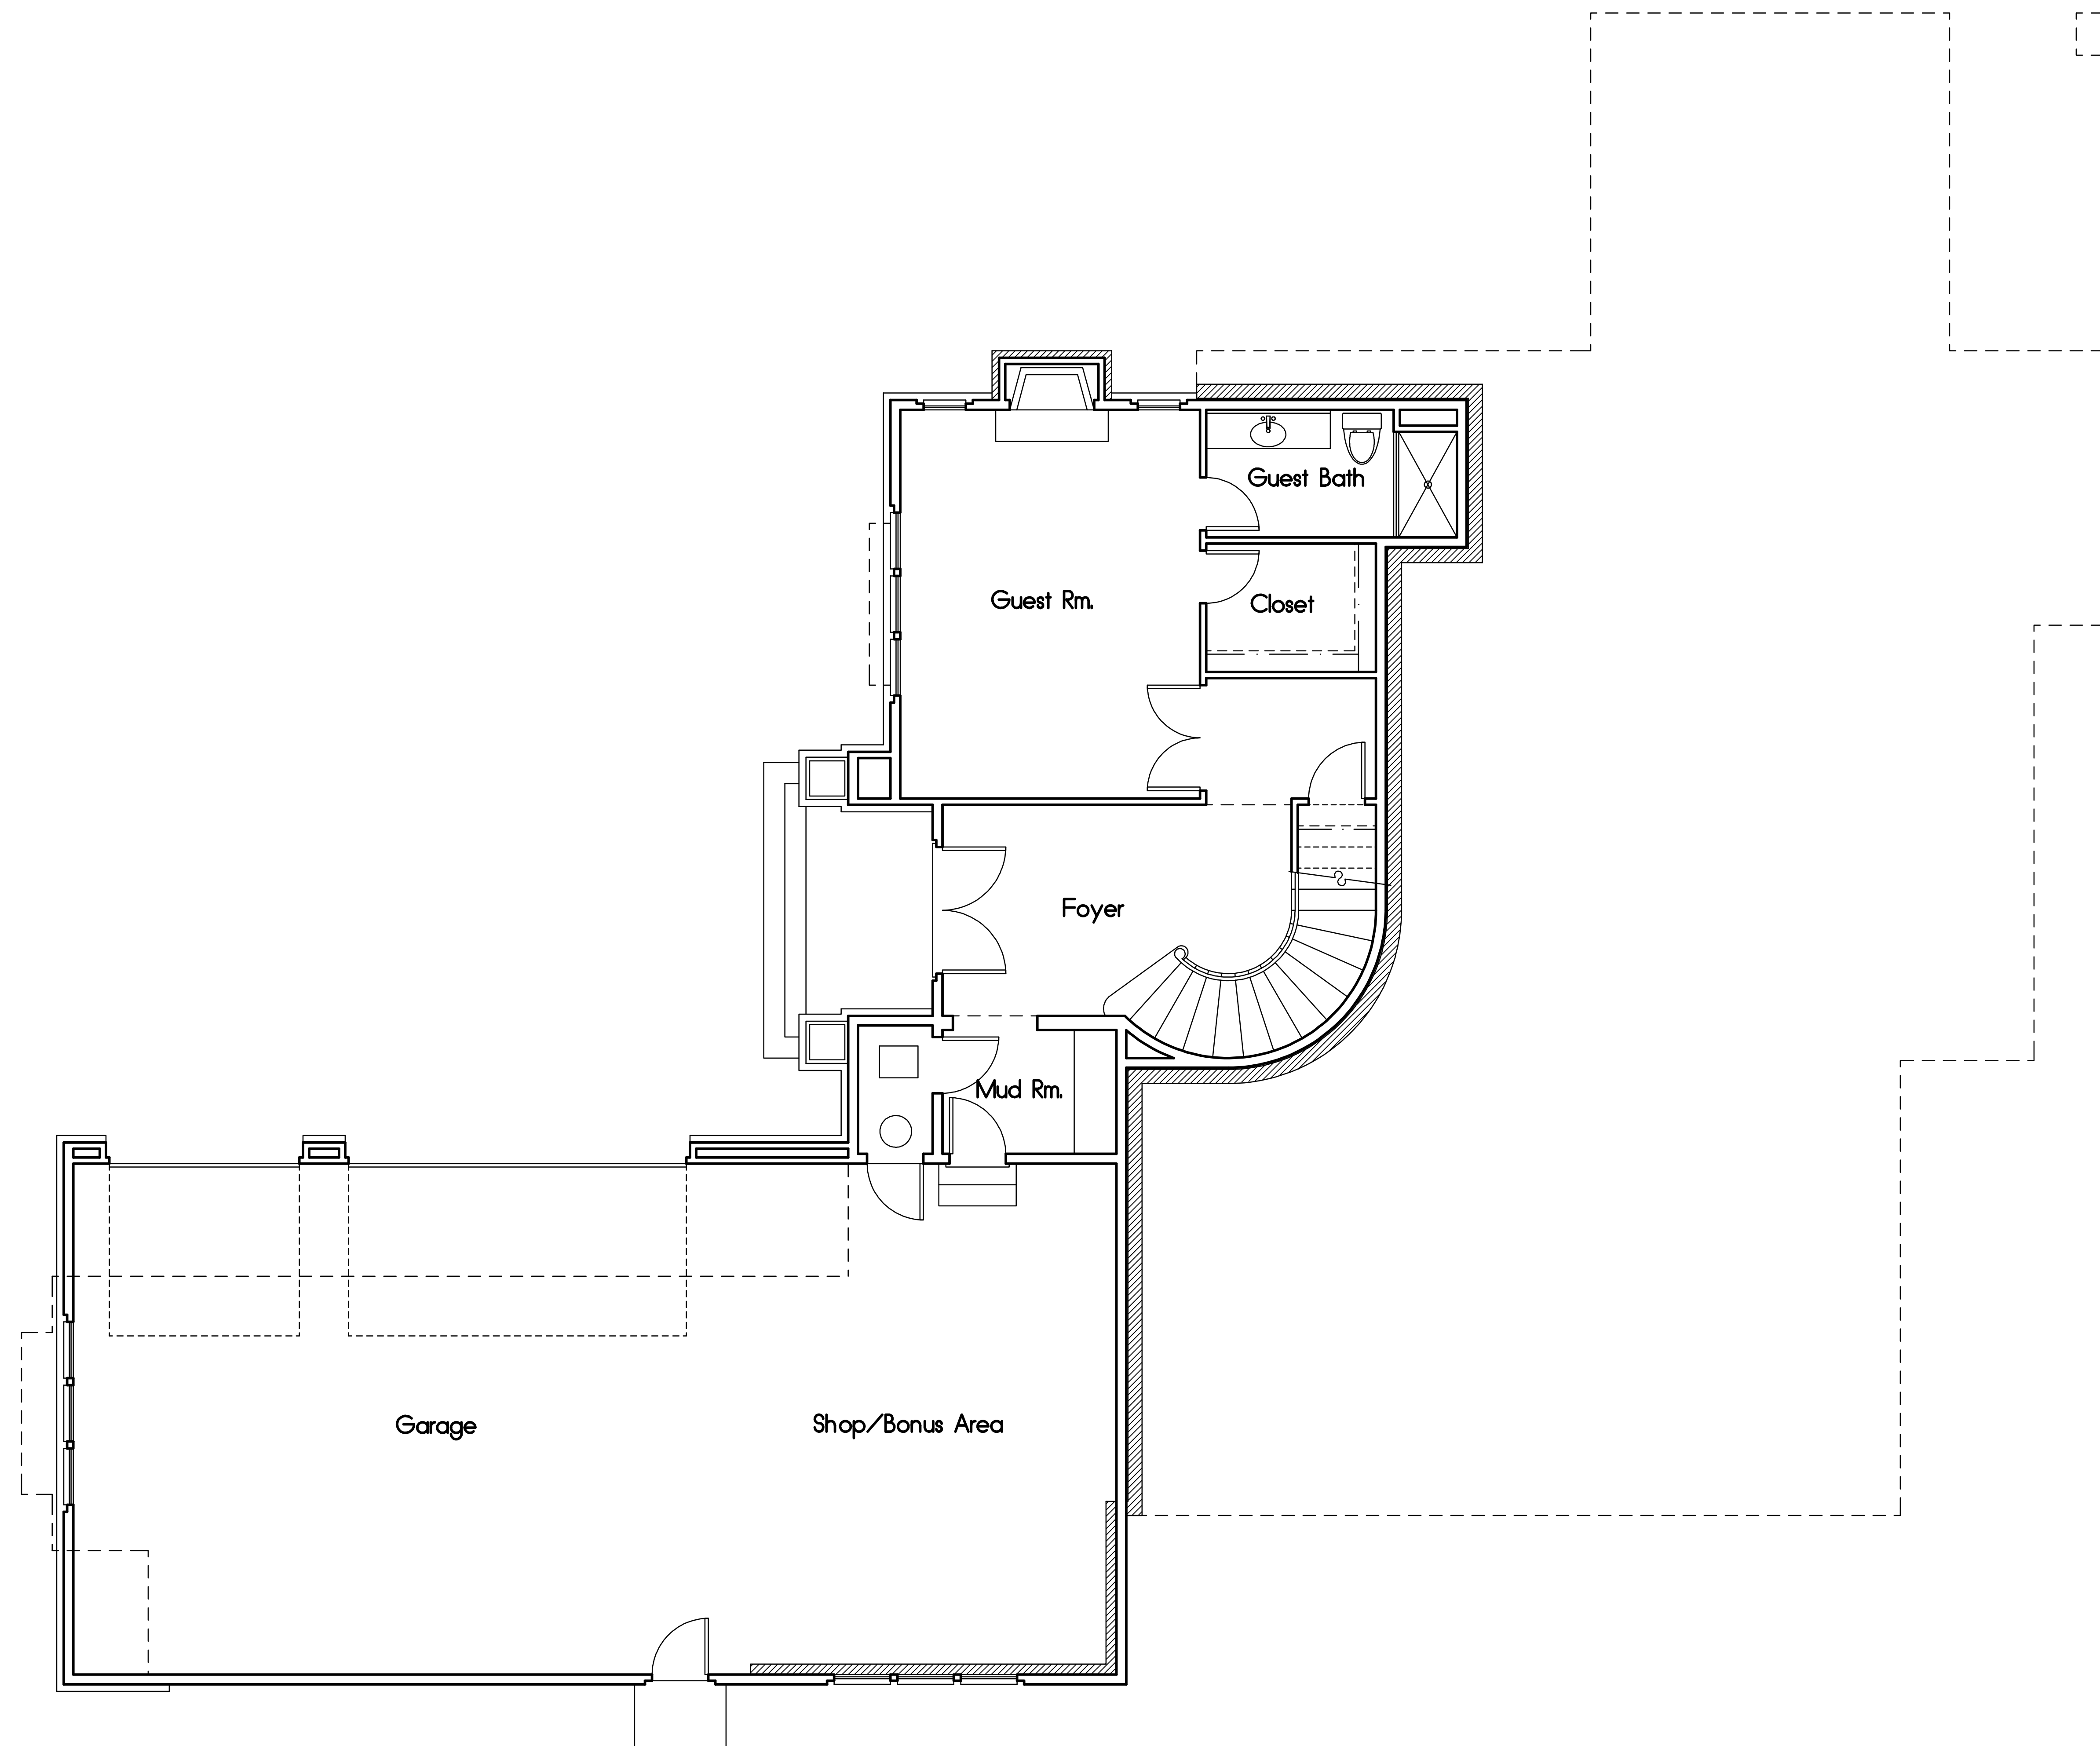 Guest Bath
Guest Rm.
Closet
Foyer
Mud Rm.
Garage
Shop/Bonus Area